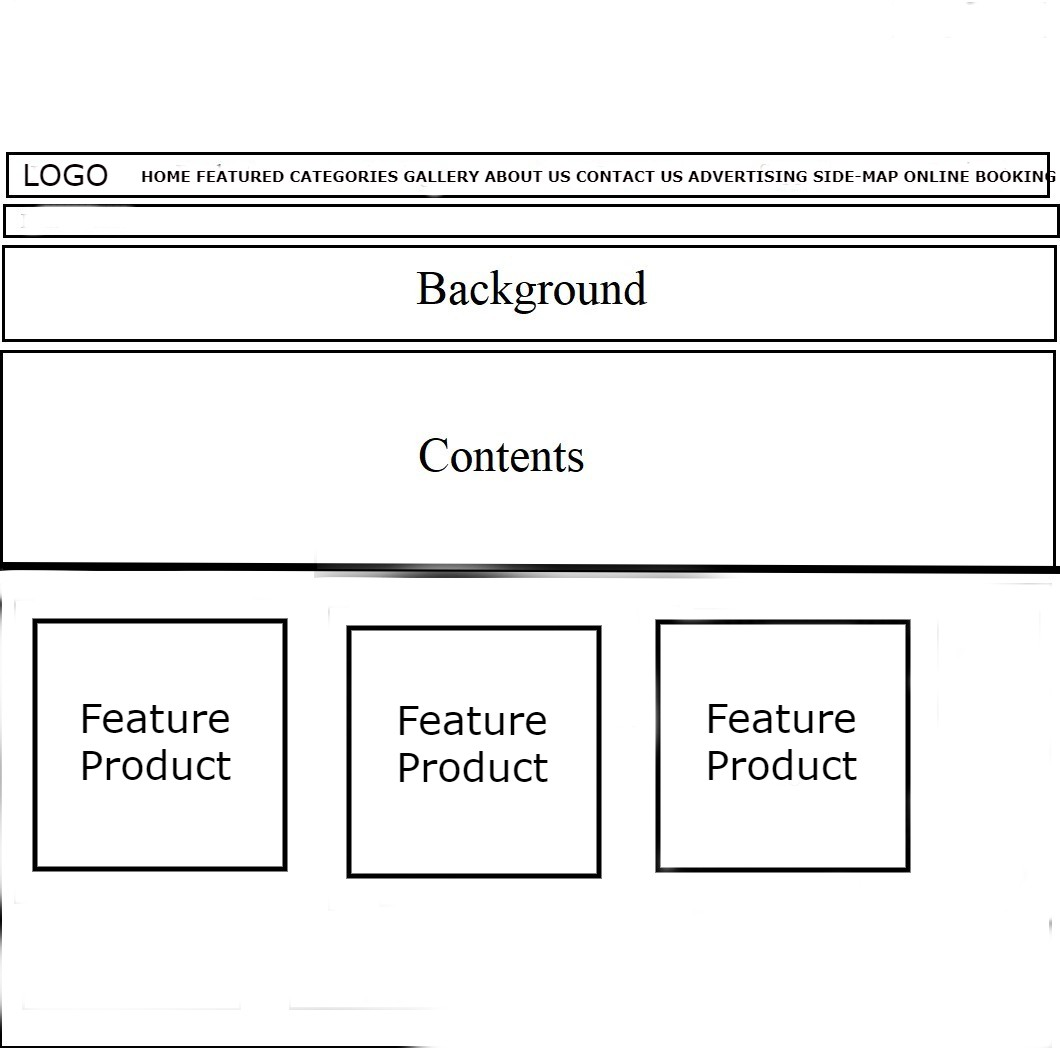 LOGO HOME FEATURED CATEGORIES GALLERY ABOUT US CONTACT US ADVERTISING SIDE-MAP ONLINE BOOKING
Background
Contents
Feature
Product
Feature
Product
Feature
Product